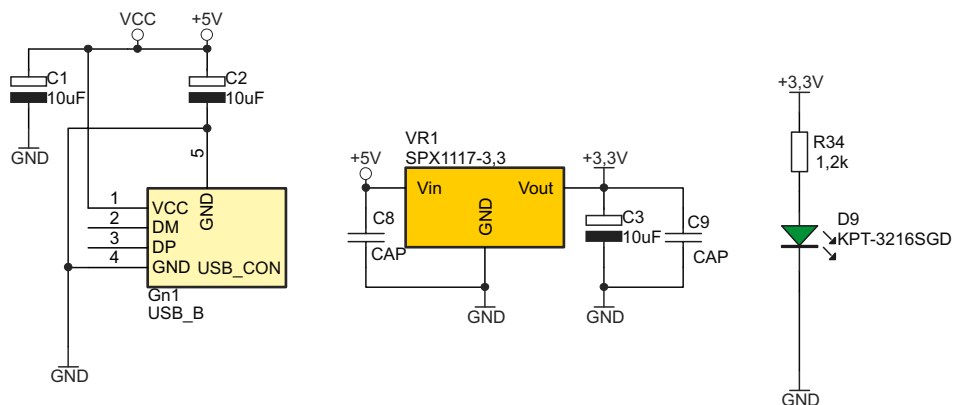 VCC
+5V
C1
10uF
C2
10uF
GND
5
1
2
3
4
VCC
DM
DP
GND
GND
USB_CON
Gn1
USB_B
GND
VR1
SPX1117-3,3
+5V
Vin
Vout
GND
C8
CAP
+3,3V
C3
10uF
C9
CAP
GND
GND
+3,3V
R34
1,2k
D9
KPT-3216SGD
GND